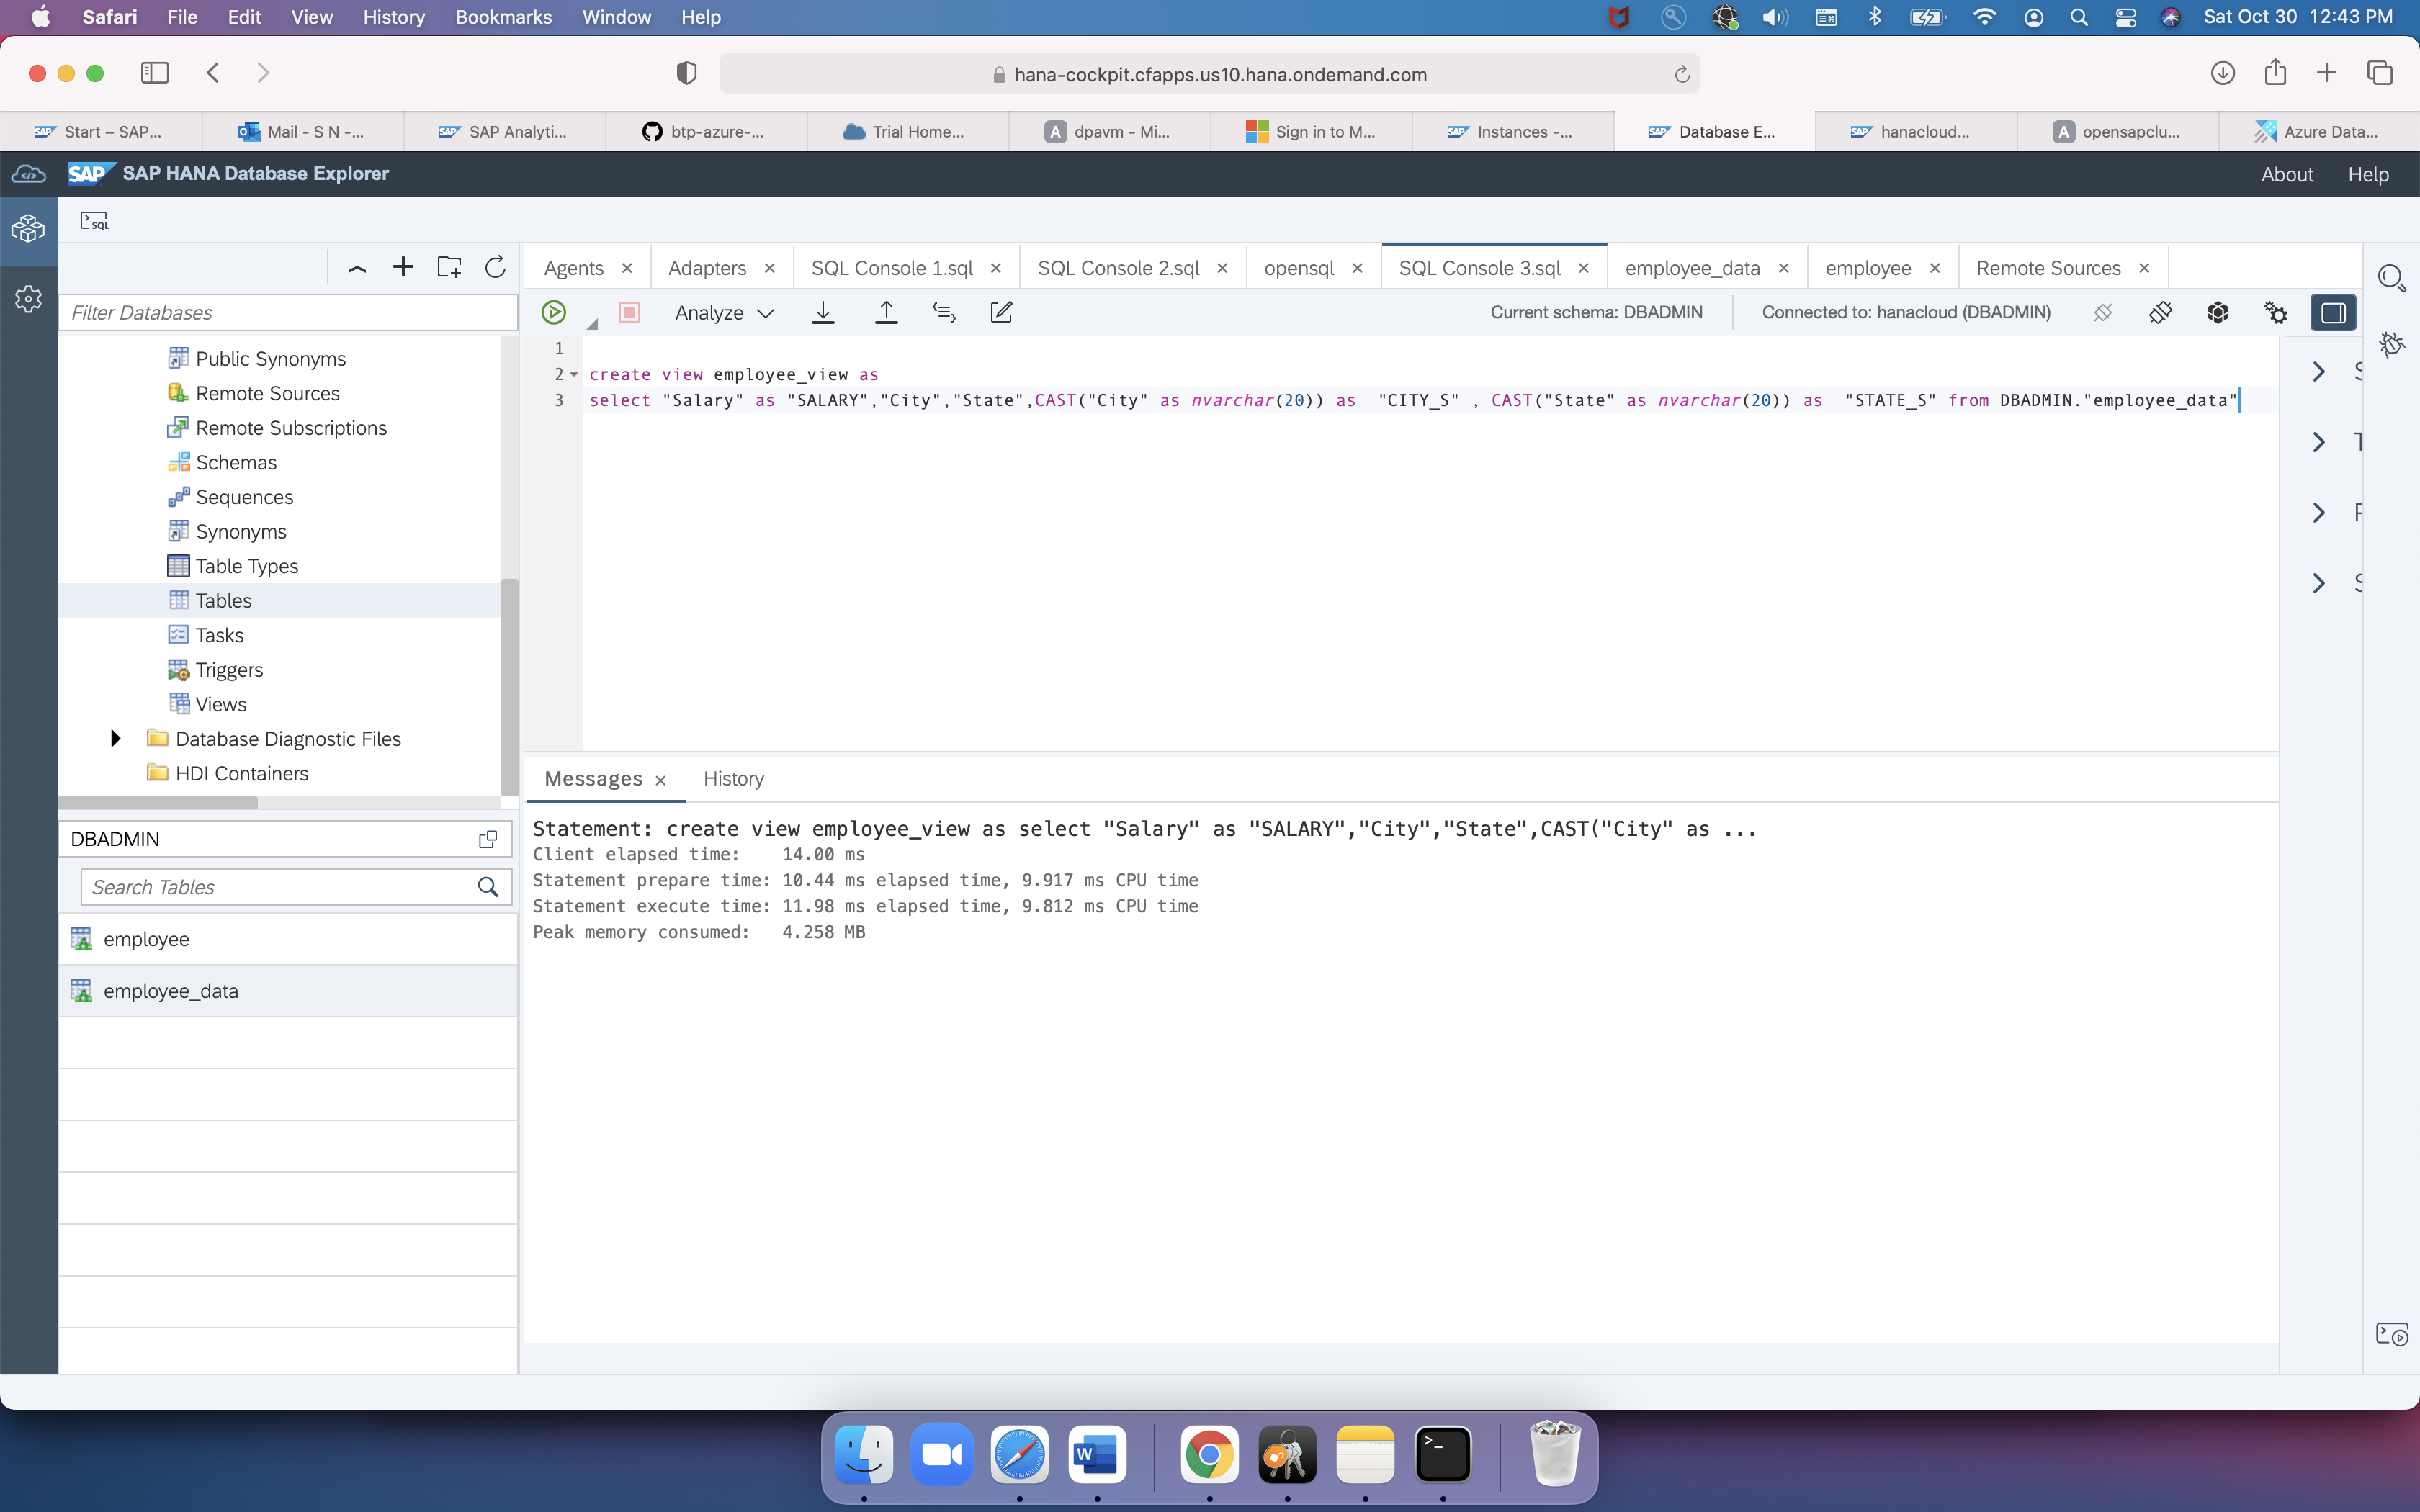 Safari File Edit View History Bookmarks Window Help Sat Oct 30 12:43 PM
hana-cockpit.cfapps.us10.hana.ondemand.com
SAP Start – SAP... Mail - S N -... SAP SAP Analyti... btp-azure-... Trial Home... A dpavm - Mi... Sign in to M... SAP Instances -... SAP Database E... SAP hanacloud... A opensapclu... Azure Data...
SAP SAP HANA Database Explorer About Help
SQL
Agents SQL Console 1.sql Adapters SQL Console 2.sql opensql SQL Console 3.sql employee_data employee Remote Sources
Filter Databases
Analyze Current schema: DBADMIN Connected to: hanacloud (DBADMIN)
Public Synonyms
Remote Sources
Remote Subscriptions
Schemas
Sequences
Synonyms
Table Types
Tables
Tasks
Triggers
Views
Database Diagnostic Files
HDI Containers
DBADMIN
Search Tables
employee
employee_data
1
2 create view employee_view as
3 select "Salary" as "SALARY","City","State",CAST("City" as nvarchar(20)) as "CITY_S" , CAST("State" as nvarchar(20)) as "STATE_S" from DBADMIN."employee_data"
Messages History
Statement: create view employee_view as select "Salary" as "SALARY","City","State",CAST("City" as ...
Client elapsed time: 14.00 ms
Statement prepare time: 10.44 ms elapsed time, 9.917 ms CPU time
Statement execute time: 11.98 ms elapsed time, 9.812 ms CPU time
Peak memory consumed: 4.258 MB
W